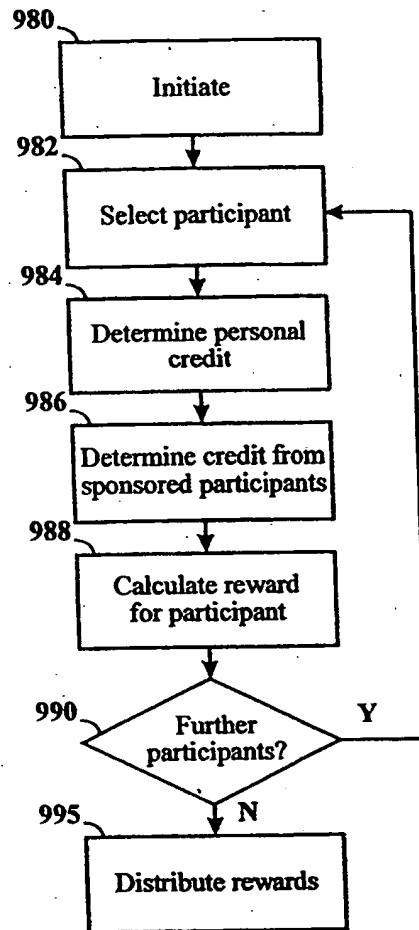 980
Initiate
982
Select participant
984
Determine personal
credit
986
Determine credit from
sponsored participants
988
Calculate reward
for participant
990
Further
participants?
Y
N
995
Distribute rewards